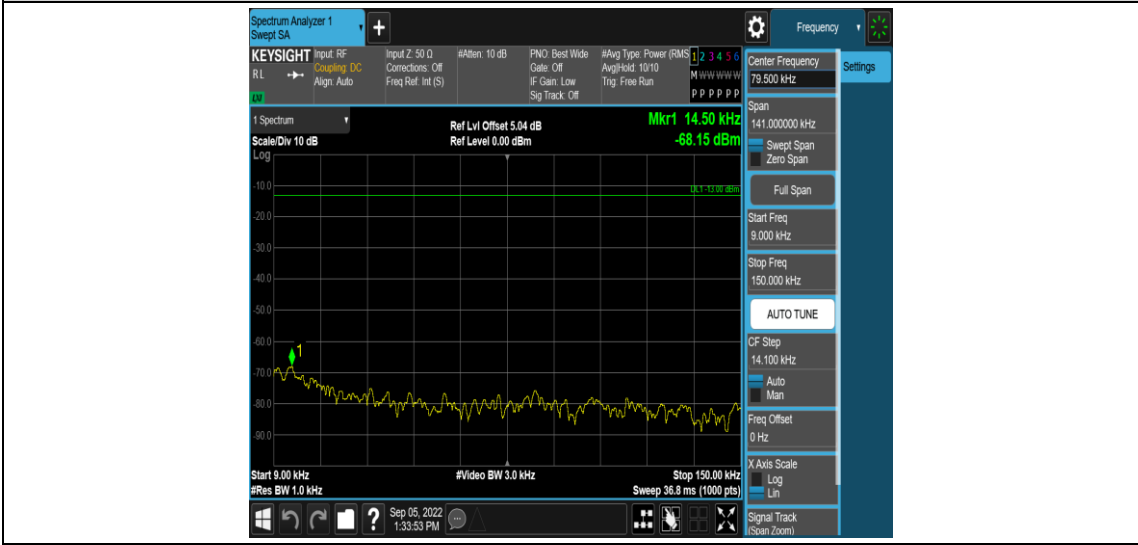 Spectrum Analyzer 1
Swept SA
+
Frequency
KEYSIGHT
RL
LM
Input: RF
Coupling: DC
Align: Auto
Input Z: 50 Ω
Corrections: Off
Freq Ref: Int (S)
#Atten: 10 dB
PNO: Best Wide
Gate: Off
IF Gain: Low
Sig Track: Off
#Avg Type: Power (RMS
Avg|Hold: 10/10
Trig: Free Run
1 2 3 4 5 6
M W W W W W
P P P P P P
1 Spectrum
Scale/Div 10 dB
Log
Ref Lvl Offset 5.04 dB
Ref Level 0.00 dBm
Mkr1 14.50 kHz
-68.15 dBm
DL1 -13.00 dBm
-10.0
-20.0
-30.0
-40.0
-50.0
-60.0
-70.0
-80.0
-90.0
1
Start 9.00 kHz
#Res BW 1.0 kHz
#Video BW 3.0 kHz
Stop 150.00 kHz
Sweep 36.8 ms (1000 pts)
?
Sep 05, 2022
1:33:53 PM
Center Frequency
79.500 kHz
Settings
Span
141.000000 kHz
Swept Span
Zero Span
Full Span
Start Freq
9.000 kHz
Stop Freq
150.000 kHz
AUTO TUNE
CF Step
14.100 kHz
Auto
Man
Freq Offset
0 Hz
X Axis Scale
Log
Lin
Signal Track
(Span Zoom)